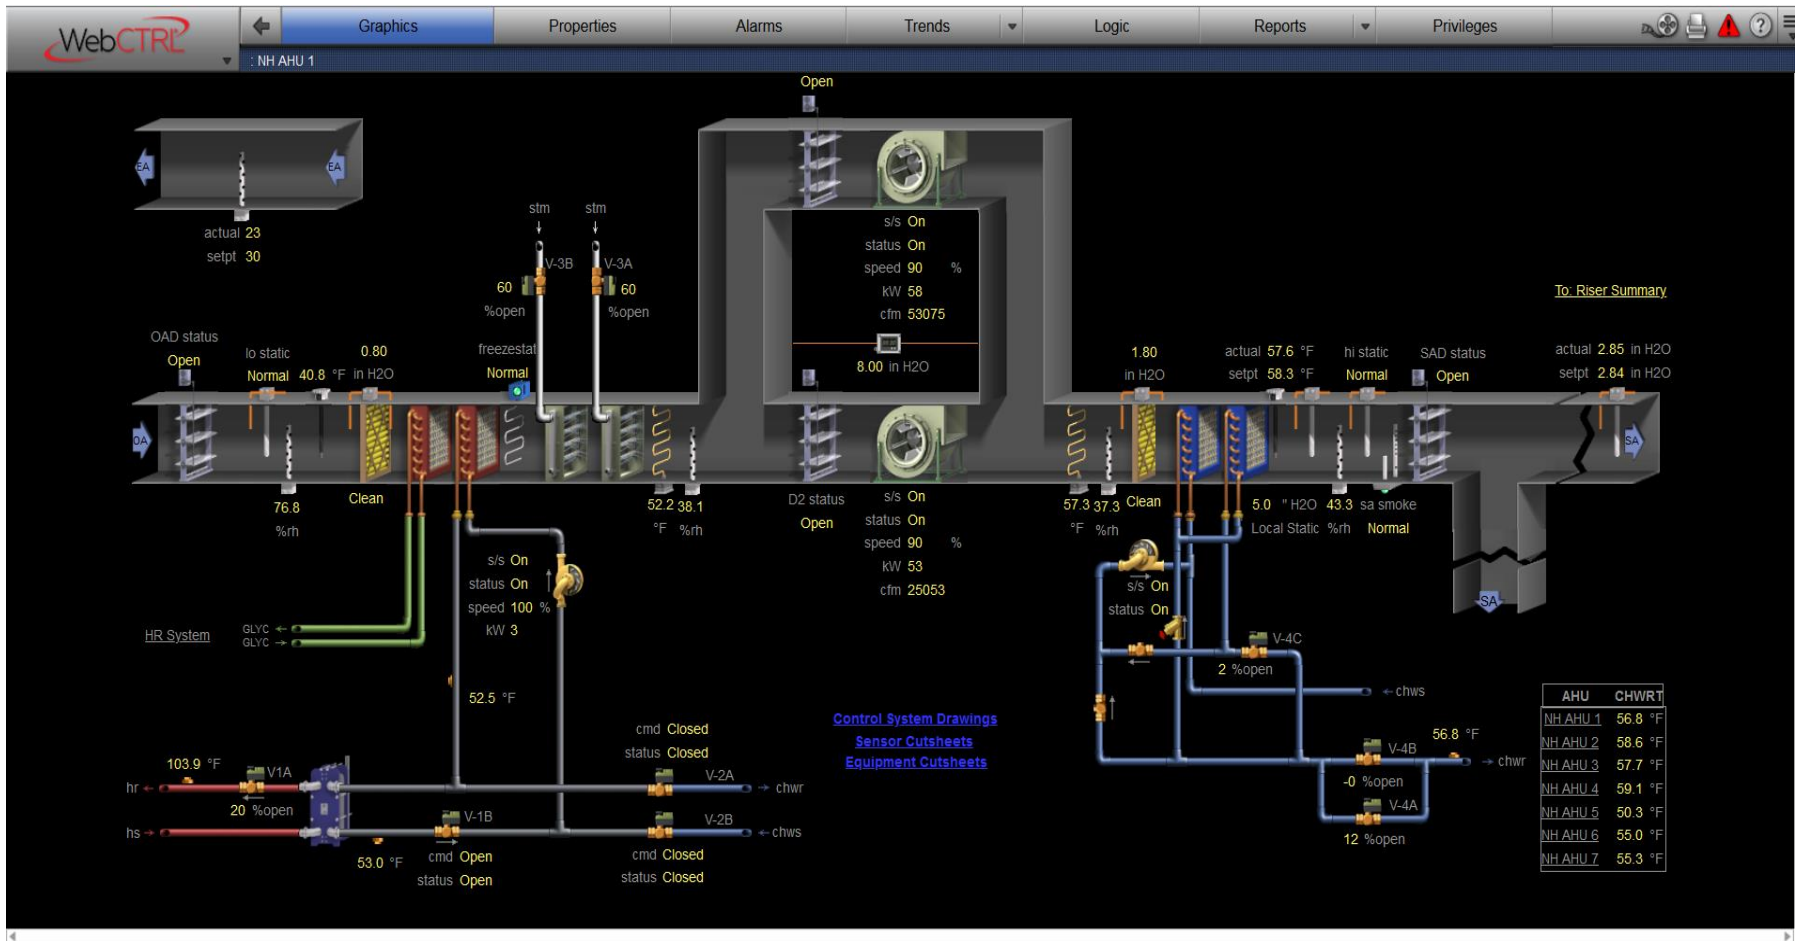 WebCTRL
Graphics
Properties
Alarms
Trends
Logic
Reports
Privileges
: NH AHU 1
Open
EA
EA
actual 23
setpt 30
stm
stm
V-3B
V-3A
60
%open
60
%open
s/s On
status On
speed 90 %
kW 58
cfm 53075
8.00 in H2O
To: Riser Summary
OAD status
Open
lo static
Normal
40.8 °F
0.80
in H2O
freezestat
Normal
1.80
in H2O
actual 57.6 °F
setpt 58.3 °F
hi static
Normal
SAD status
Open
actual 2.85 in H2O
setpt 2.84 in H2O
OA
SA
76.8
%rh
Clean
52.2
°F
38.1
%rh
D2 status
Open
s/s On
status On
speed 90 %
kW 53
cfm 25053
57.3
°F
37.3
%rh
Clean
5.0 " H2O
Local Static
43.3
%rh
sa smoke
Normal
SA
s/s On
status On
speed 100 %
kW 3
HR System
GLYC
GLYC
s/s On
status On
V-4C
2 %open
chws
52.5 °F
Control System Drawings
Sensor Cutsheets
Equipment Cutsheets
cmd Closed
status Closed
V-2A
chwr
103.9 °F
V1A
hr
20 %open
hs
53.0 °F
V-1B
cmd Open
status Open
V-2B
chws
cmd Closed
status Closed
56.8 °F
V-4B
chwr
-0 %open
V-4A
12 %open
AHU CHWRT
NH AHU 1 56.8 °F
NH AHU 2 58.6 °F
NH AHU 3 57.7 °F
NH AHU 4 59.1 °F
NH AHU 5 50.3 °F
NH AHU 6 55.0 °F
NH AHU 7 55.3 °F